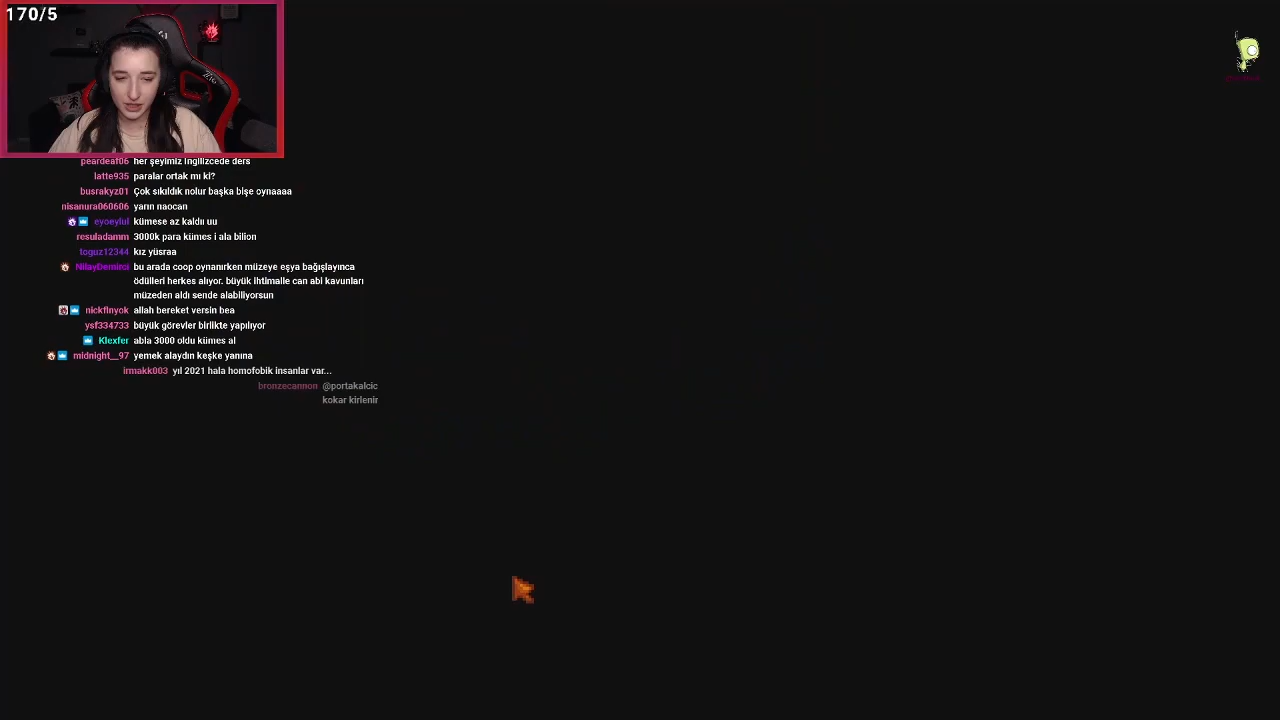 170/5
peardeaf06 her şeyimiz İngilizcede ders
latte935 paralar ortak mı ki?
busrakyz01 Çok sıkıldık nolur başka bişe oynaaaa
nisanura060606 yarın naocan
eyoeylul kümese az kaldıı uu
resuladamm 3000k para kümes i ala bilion
toguz12344 kız yüsraa
NilayDemirci bu arada coop oynanırken müzeye eşya bağışlayınca
ödülleri herkes alıyor. büyük ihtimalle can abi kavunları
müzeden aldı sende alabiliyorsun
nickfinyok allah bereket versin bea
ysf334733 büyük görevler birlikte yapılıyor
Klexfer abla 3000 oldu kümes al
midnight__97 yemek alaydın keşke yanına
irmakk003 yıl 2021 hala homofobik insanlar var...
bronzecannon @portakalcic
kokar kirlenir